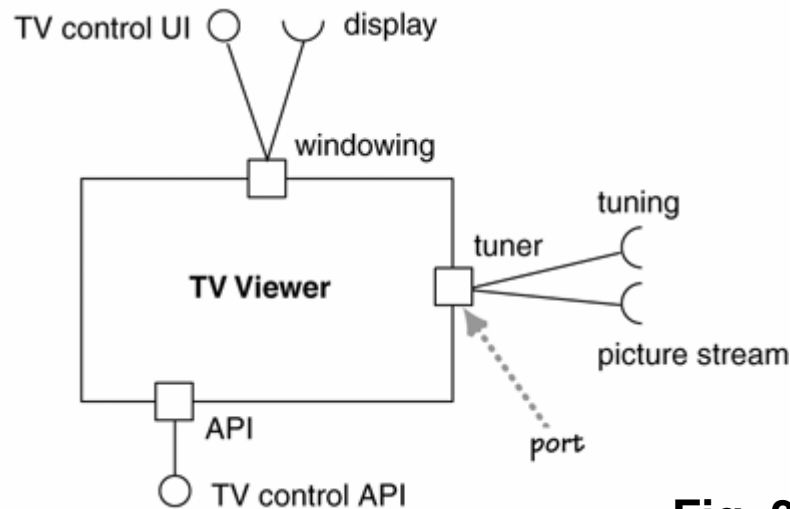 TV control UI
display
windowing
tuning
tuner
TV Viewer
picture stream
port
API
TV control API